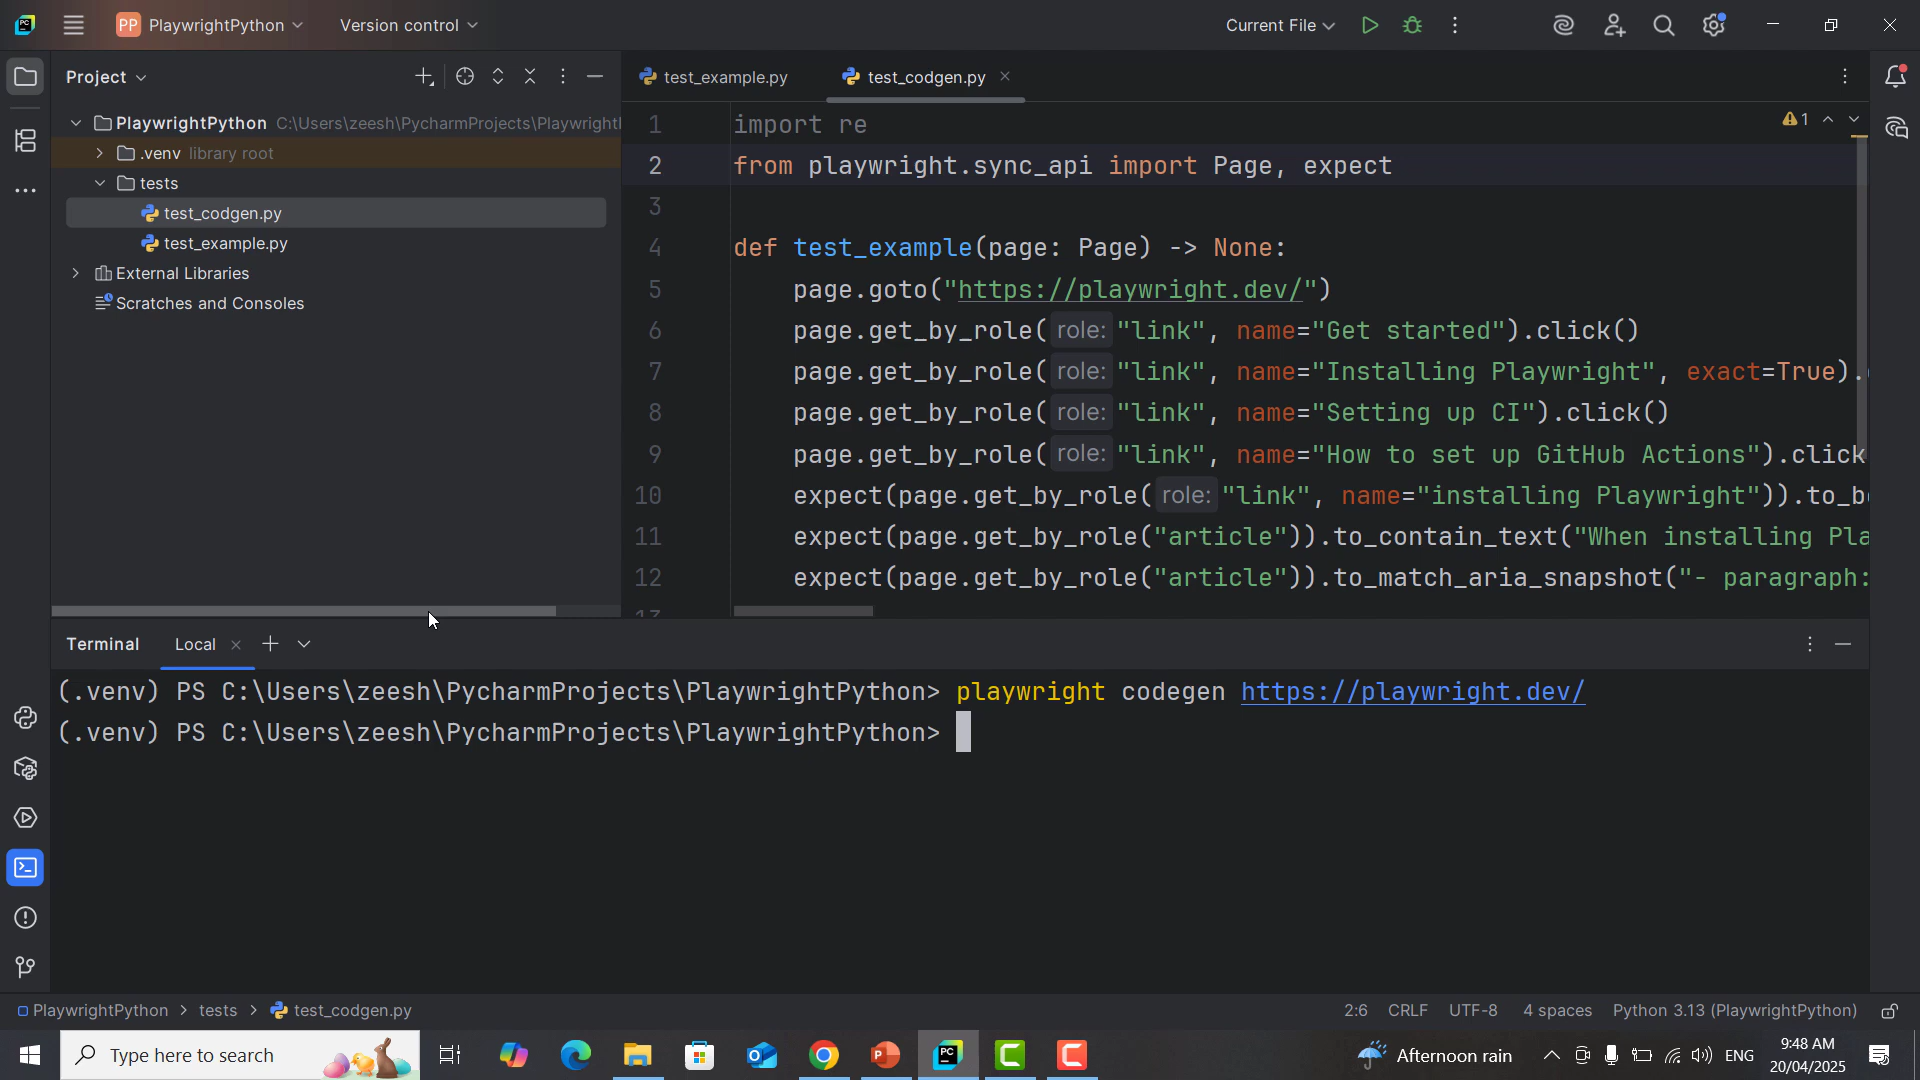 PC
PP PlaywrightPython
Version control
Current File
Project
PlaywrightPython C:\Users\zeesh\PycharmProjects\Playwright
.venv library root
tests
test_codgen.py
test_example.py
External Libraries
Scratches and Consoles
test_example.py
test_codgen.py
1
1 import re
2 from playwright.sync_api import Page, expect
3
4 def test_example(page: Page) -> None:
5 page.goto("https://playwright.dev/")
6 page.get_by_role( role: "link", name="Get started").click()
7 page.get_by_role( role: "link", name="Installing Playwright", exact=True).
8 page.get_by_role( role: "link", name="Setting up CI").click()
9 page.get_by_role( role: "link", name="How to set up GitHub Actions").click
10 expect(page.get_by_role( role: "link", name="installing Playwright")).to_b
11 expect(page.get_by_role("article")).to_contain_text("When installing Pla
12 expect(page.get_by_role("article")).to_match_aria_snapshot("- paragraph:
Terminal
Local
(.venv) PS C:\Users\zeesh\PycharmProjects\PlaywrightPython> playwright codegen https://playwright.dev/
(.venv) PS C:\Users\zeesh\PycharmProjects\PlaywrightPython>
PlaywrightPython > tests > test_codgen.py
2:6 CRLF UTF-8 4 spaces Python 3.13 (PlaywrightPython)
Type here to search
Afternoon rain
ENG
9:48 AM
20/04/2025